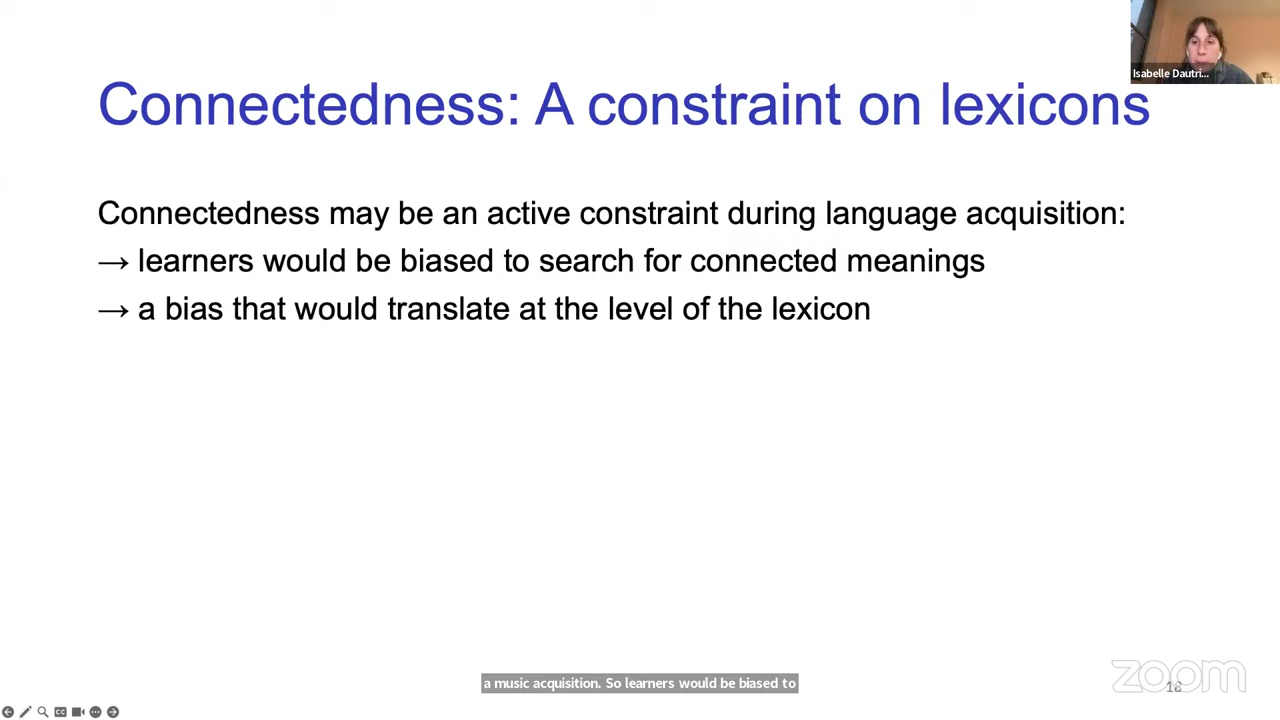 Isabelle Dautri...
Connectedness: A constraint on lexicons
Connectedness may be an active constraint during language acquisition:
→ learners would be biased to search for connected meanings
→ a bias that would translate at the level of the lexicon
a music acquisition. So learners would be biased to
zoom
18